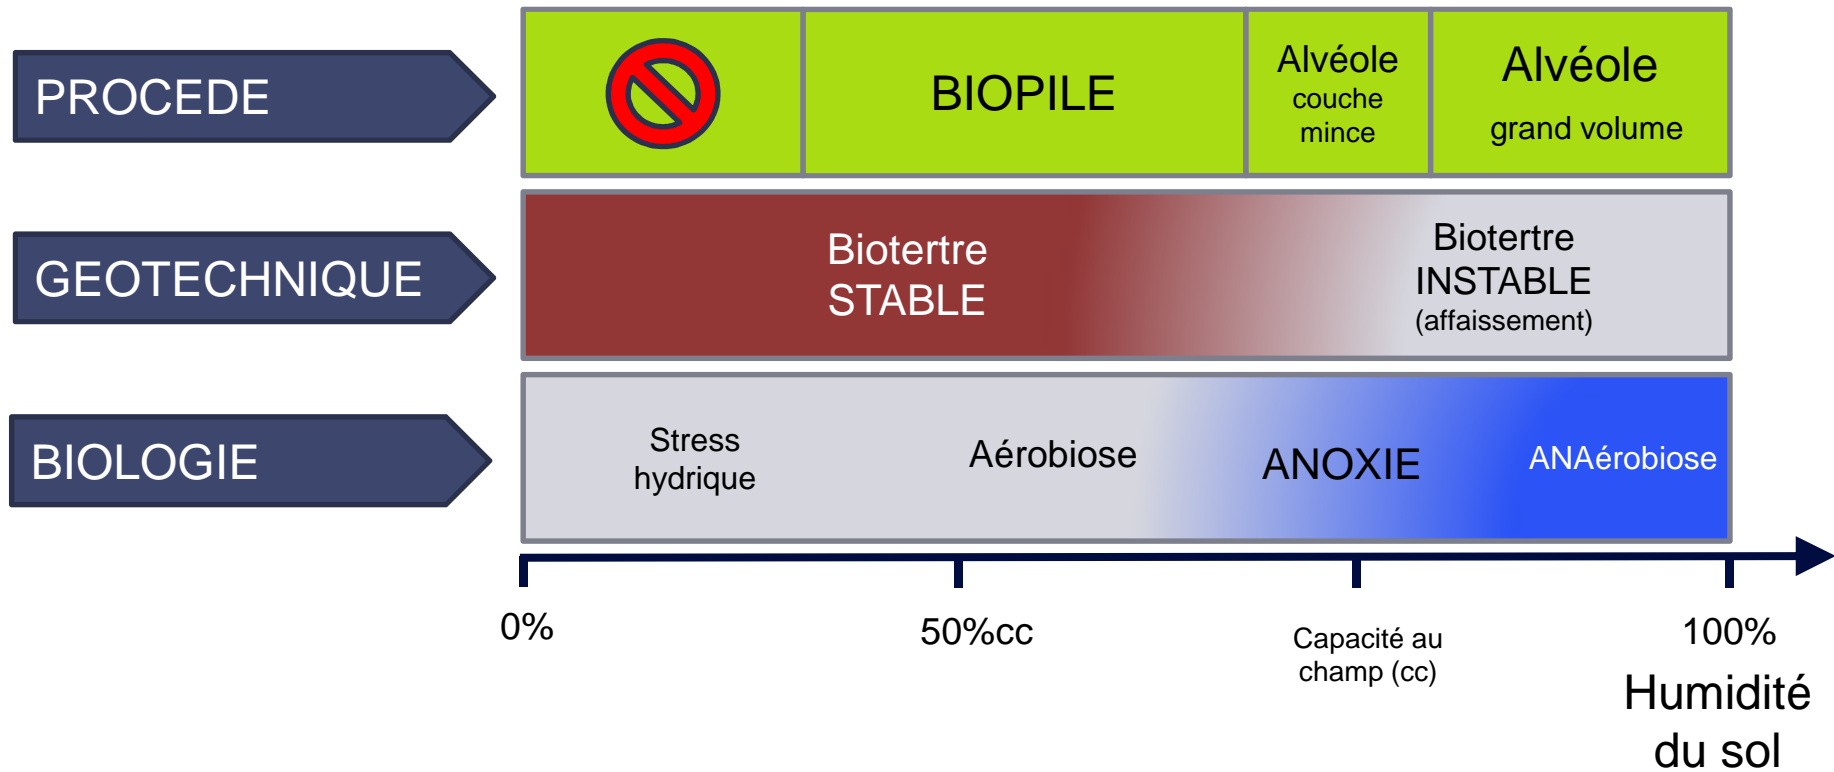 PROCEDE
BIOPILE
Alvéole
couche
mince
Alvéole
grand volume
GEOTECHNIQUE
Biotertre
STABLE
Biotertre
INSTABLE
(affaissement)
BIOLOGIE
Stress
hydrique
Aérobiose
ANOXIE
ANAérobiose
0%
50%cc
Capacité au
champ (cc)
100%
Humidité
du sol